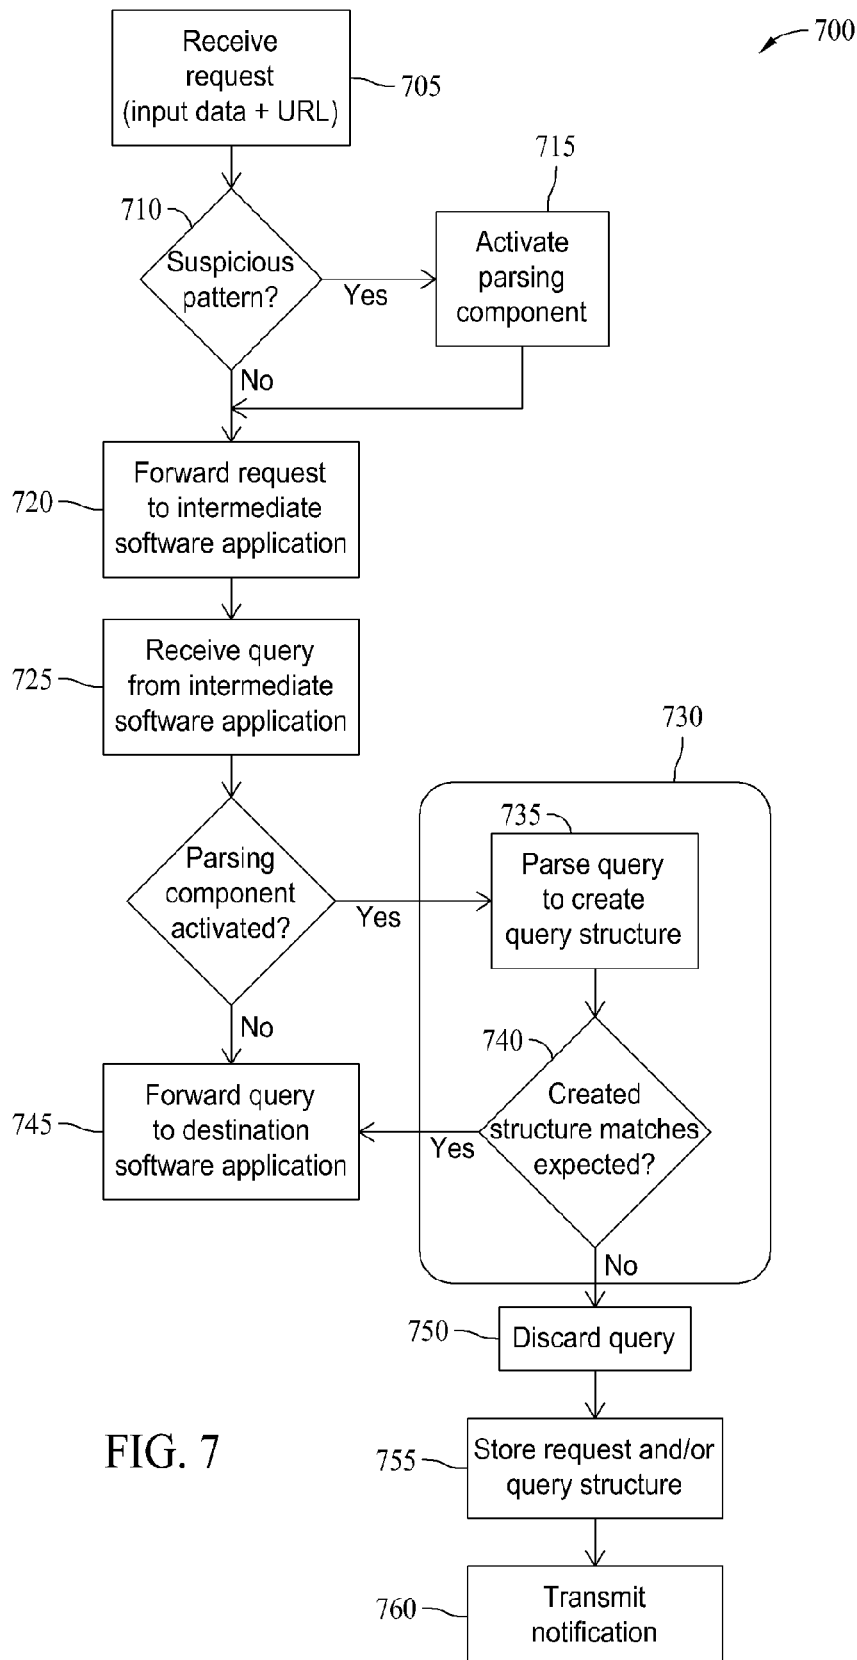 700
Receive
request
(input data + URL)
705
710
Suspicious
pattern?
Yes
No
715
Activate
parsing
component
720
Forward request
to intermediate
software application
725
Receive query
from intermediate
software application
730
Parsing
component
activated?
Yes
No
735
Parse query
to create
query structure
740
Created
structure matches
expected?
Yes
No
745
Forward query
to destination
software application
750
Discard query
FIG. 7
755
Store request and/or
query structure
760
Transmit
notification